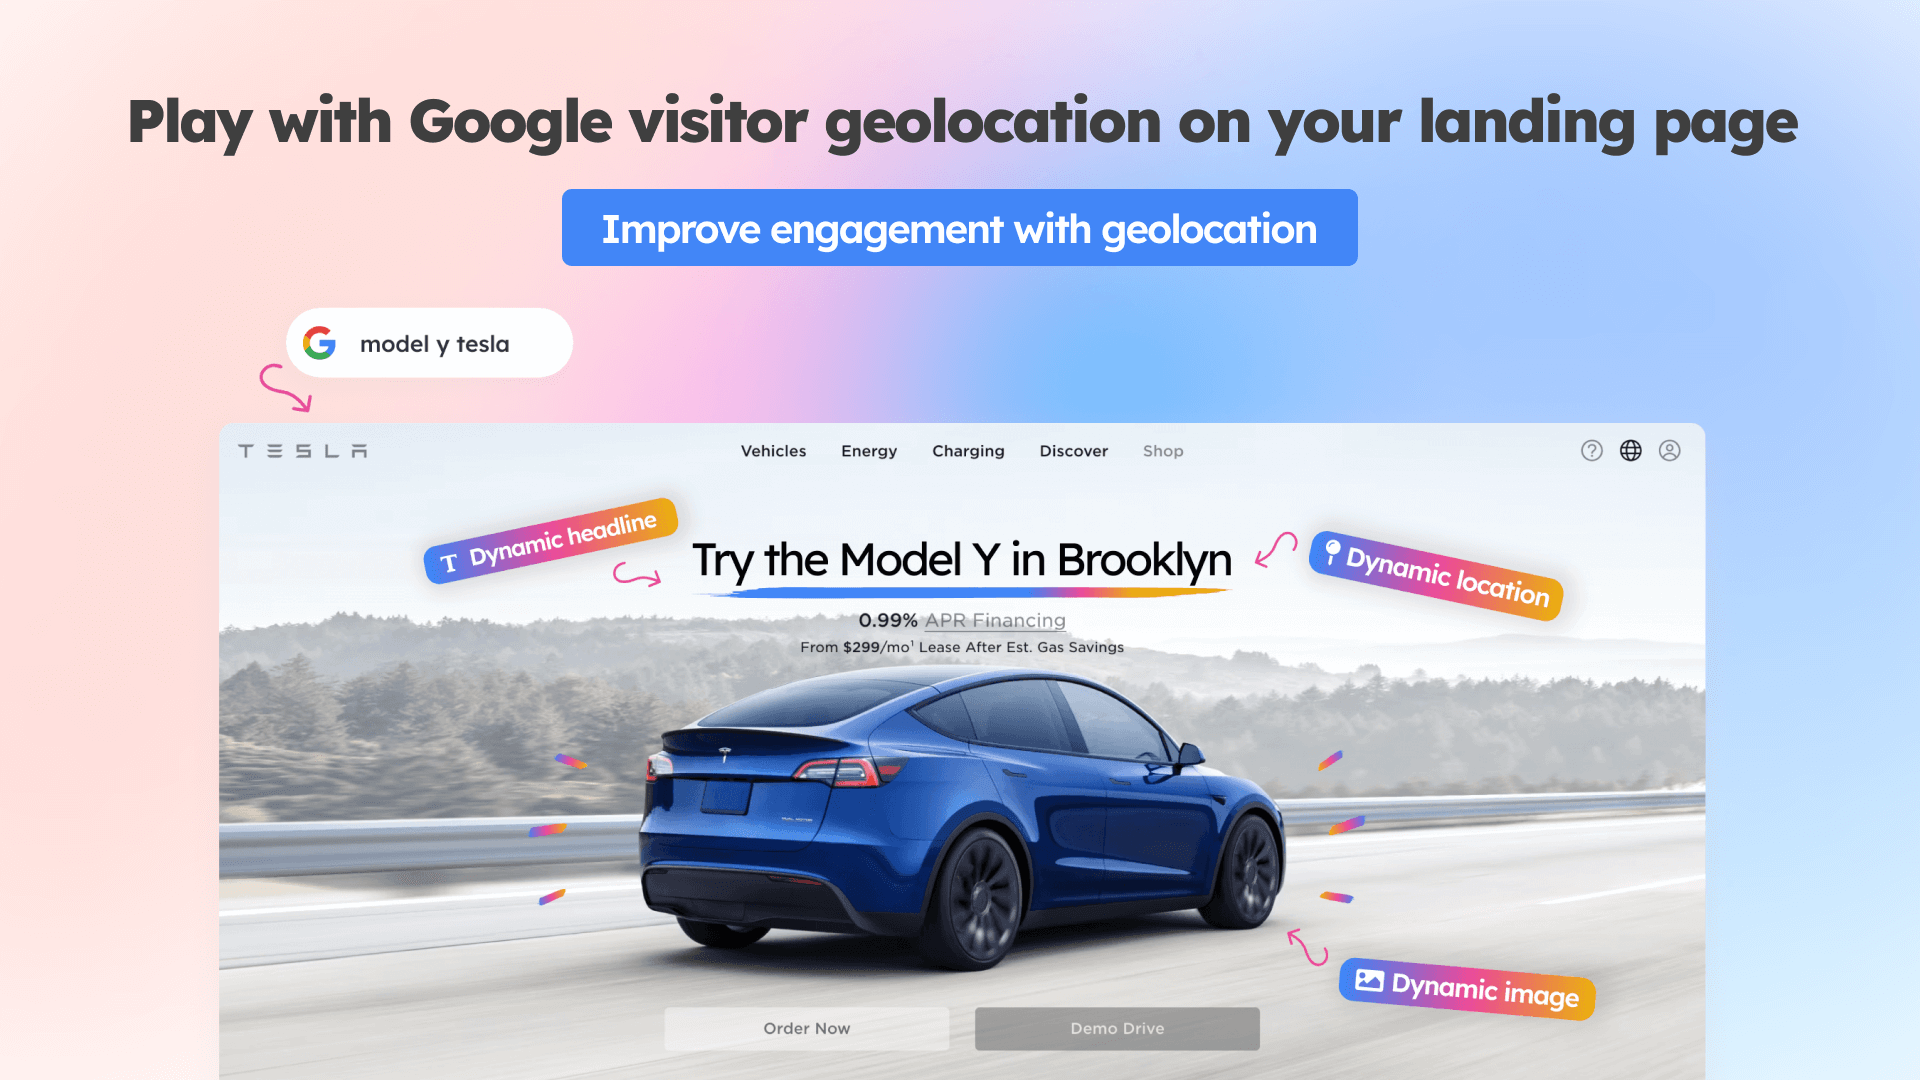 Play with Google visitor geolocation on your landing page
Improve engagement with geolocation
model y tesla
TESLA
Vehicles Energy Charging Discover Shop
T Dynamic headline
Try the Model Y in Brooklyn
Dynamic location
0.99% APR Financing
From $299/mo¹ Lease After Est. Gas Savings
Dynamic image
Order Now Demo Drive